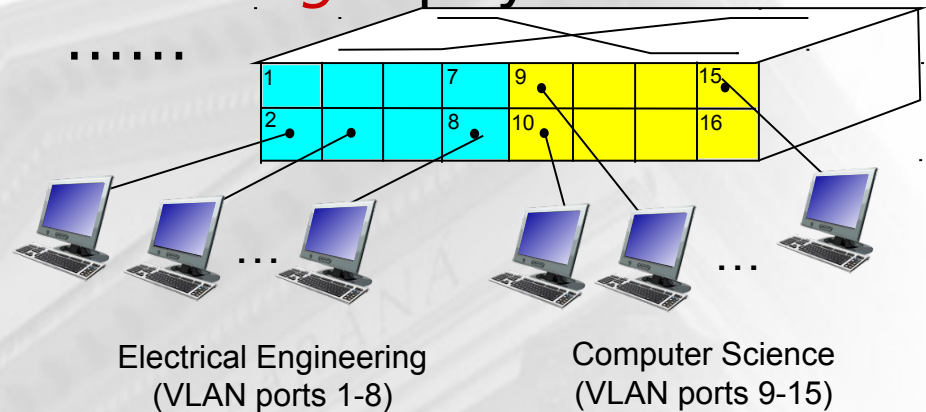 ......
1 7 9 15
2 8 10 16
... ...
Electrical Engineering Computer Science
(VLAN ports 1-8) (VLAN ports 9-15)